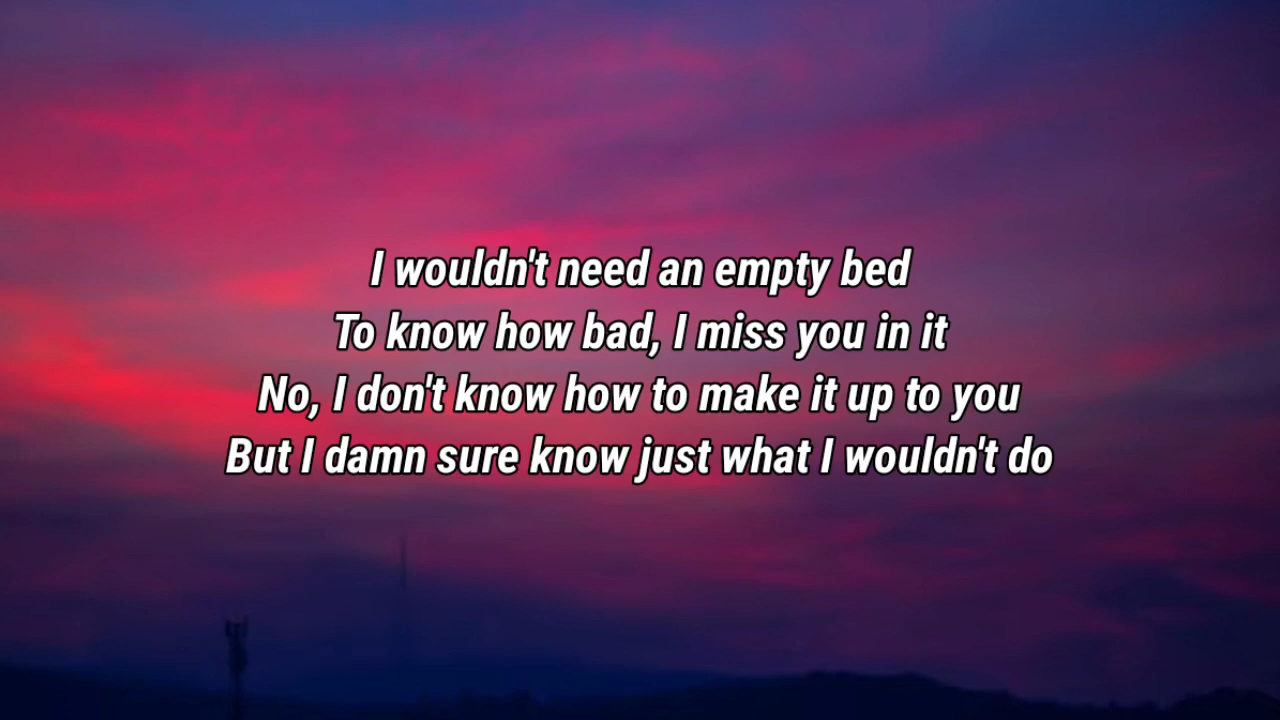 I wouldn't need an empty bed
To know how bad, I miss you in it
No, I don't know how to make it up to you
But I damn sure know just what I wouldn't do